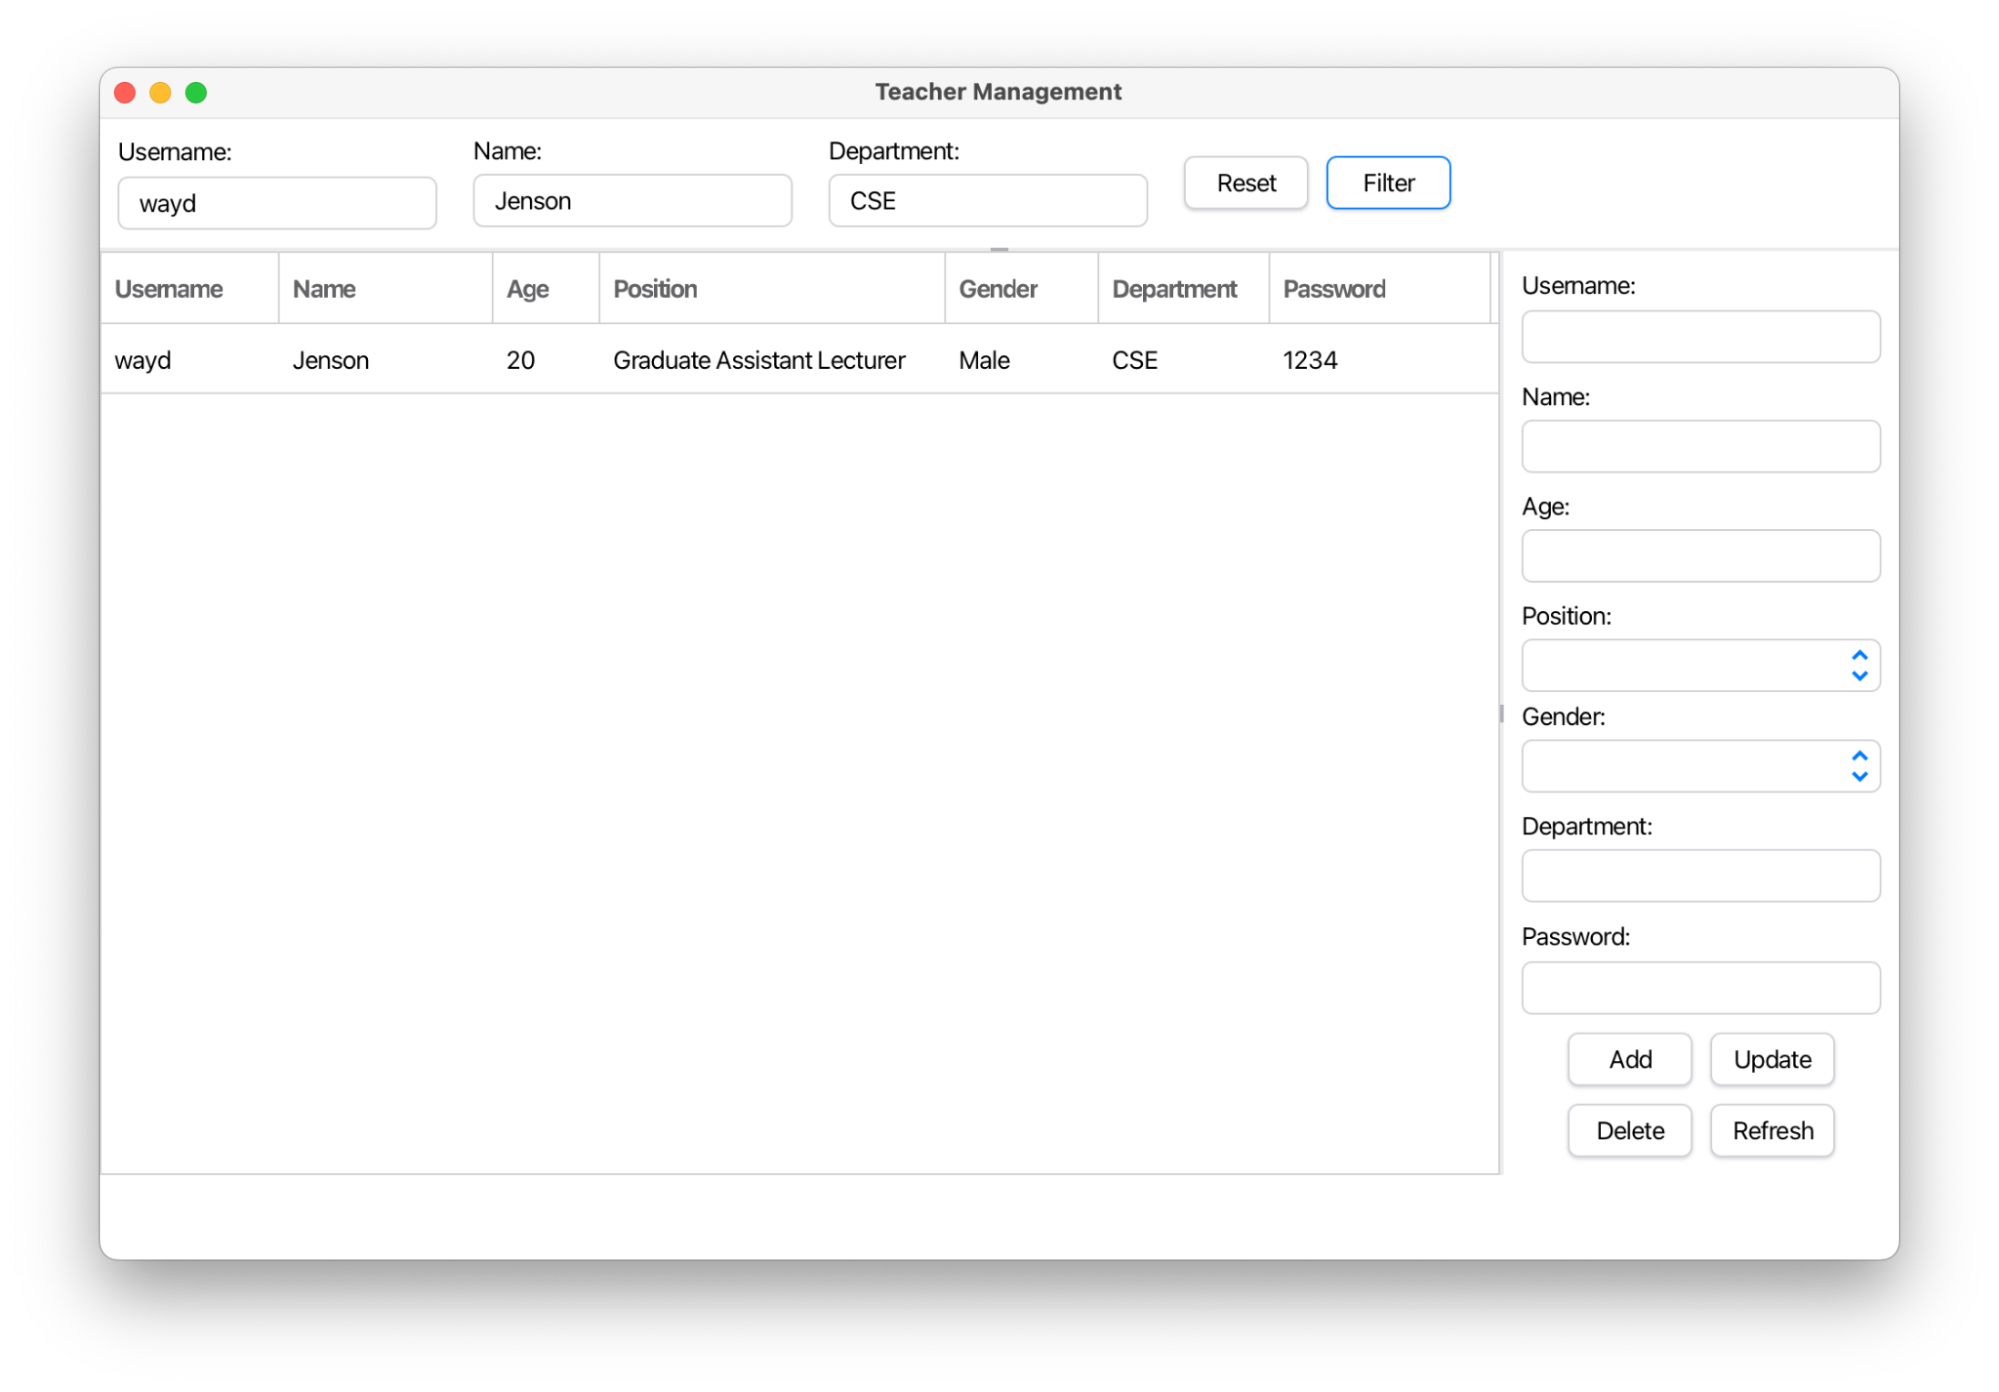 Teacher Management
Username: Name: Department:
wayd Jenson CSE Reset Filter
Username Name Age Position Gender Department Password
wayd Jenson 20 Graduate Assistant Lecturer Male CSE 1234
Username:
Name:
Age:
Position:
Gender:
Department:
Password:
Add Update
Delete Refresh